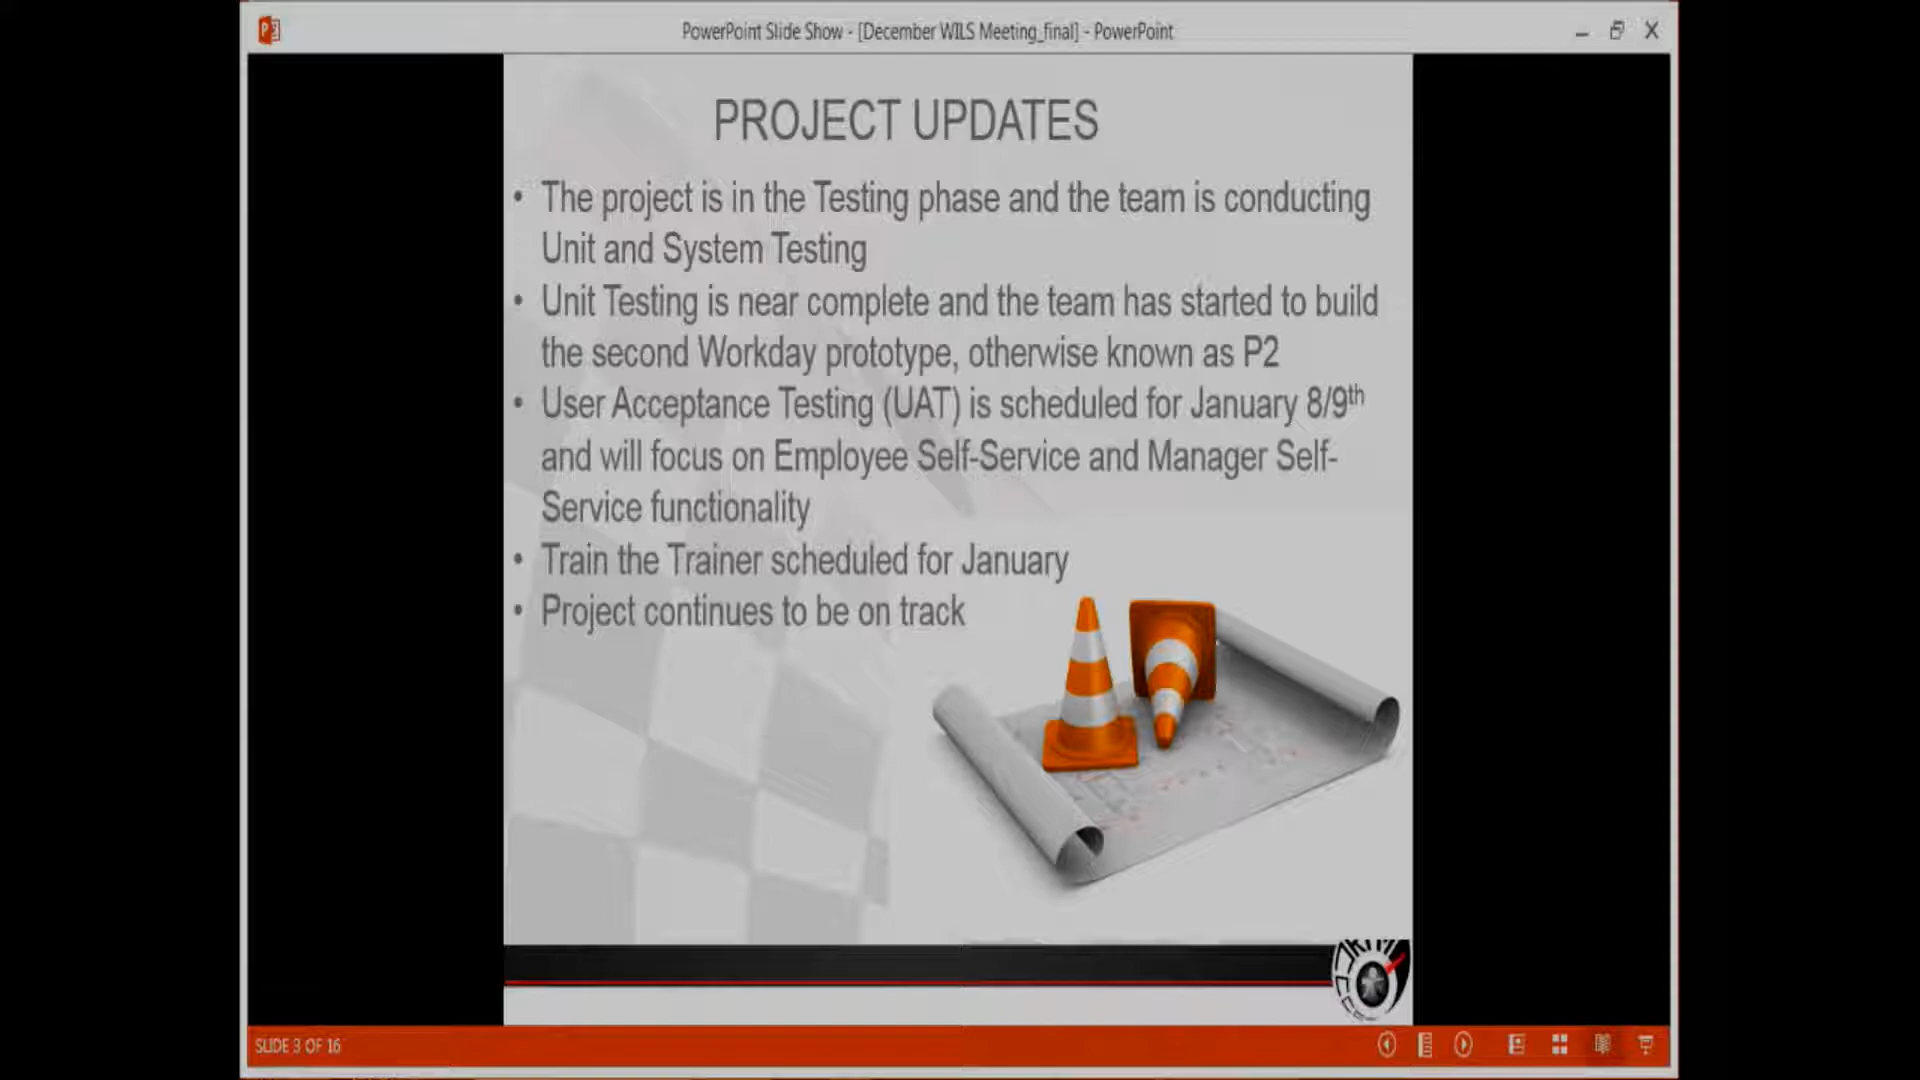 PowerPoint Slide Show - [December WILS Meeting_final] - PowerPoint
PROJECT UPDATES
• The project is in the Testing phase and the team is conducting
Unit and System Testing
• Unit Testing is near complete and the team has started to build
the second Workday prototype, otherwise known as P2
• User Acceptance Testing (UAT) is scheduled for January 8/9th
and will focus on Employee Self-Service and Manager Self-
Service functionality
• Train the Trainer scheduled for January
• Project continues to be on track
SLIDE 3 OF 16